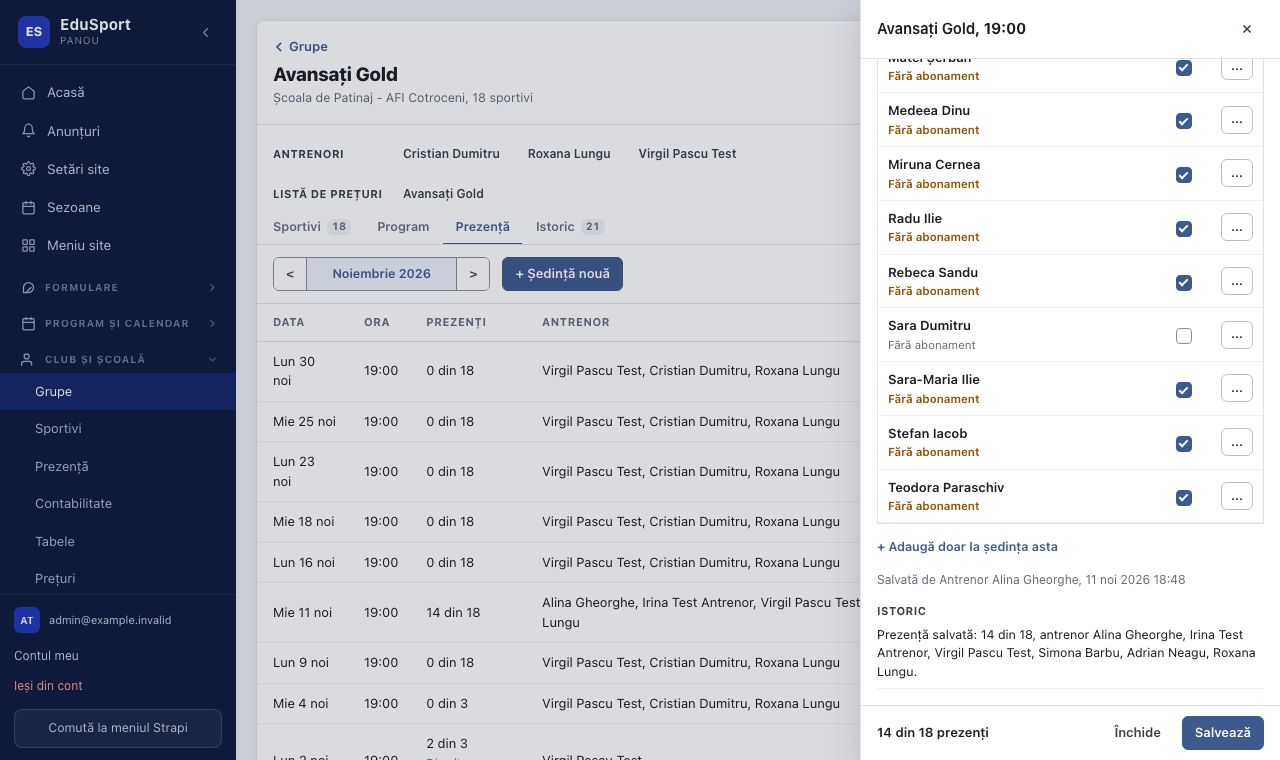 ES
EduSport
PANOU
Acasă
Anunțuri
Setări site
Sezoane
Meniu site
FORMULARE
PROGRAM ȘI CALENDAR
CLUB ȘI ȘCOALĂ
Grupe
Sportivi
Prezență
Contabilitate
Tabele
Prețuri
AT
admin@example.invalid
Contul meu
Ieși din cont
Comută la meniul Strapi
Grupe
Avansați Gold
Școala de Patinaj - AFI Cotroceni, 18 sportivi
ANTRENORI Cristian Dumitru Roxana Lungu Virgil Pascu Test
LISTĂ DE PREȚURI Avansați Gold
Sportivi 18 Program Prezență Istoric 21
< Noiembrie 2026 > + Ședință nouă
DATA ORA PREZENȚI ANTRENOR
Lun 30 noi 19:00 0 din 18 Virgil Pascu Test, Cristian Dumitru, Roxana Lungu
Mie 25 noi 19:00 0 din 18 Virgil Pascu Test, Cristian Dumitru, Roxana Lungu
Lun 23 noi 19:00 0 din 18 Virgil Pascu Test, Cristian Dumitru, Roxana Lungu
Mie 18 noi 19:00 0 din 18 Virgil Pascu Test, Cristian Dumitru, Roxana Lungu
Lun 16 noi 19:00 0 din 18 Virgil Pascu Test, Cristian Dumitru, Roxana Lungu
Mie 11 noi 19:00 14 din 18 Alina Gheorghe, Irina Test Antrenor, Virgil Pascu Test
Lungu
Lun 9 noi 19:00 0 din 18 Virgil Pascu Test, Cristian Dumitru, Roxana Lungu
Mie 4 noi 19:00 0 din 3 Virgil Pascu Test, Cristian Dumitru, Roxana Lungu
2 din 3
Avansați Gold, 19:00
×
Matei Șerban
Fără abonament
...
Medeea Dinu
Fără abonament
...
Miruna Cernea
Fără abonament
...
Radu Ilie
Fără abonament
...
Rebeca Sandu
Fără abonament
...
Sara Dumitru
Fără abonament
...
Sara-Maria Ilie
Fără abonament
...
Stefan Iacob
Fără abonament
...
Teodora Paraschiv
Fără abonament
...
+ Adaugă doar la ședința asta
Salvată de Antrenor Alina Gheorghe, 11 noi 2026 18:48
ISTORIC
Prezență salvată: 14 din 18, antrenor Alina Gheorghe, Irina Test
Antrenor, Virgil Pascu Test, Simona Barbu, Adrian Neagu, Roxana
Lungu.
14 din 18 prezenți
Închide
Salvează